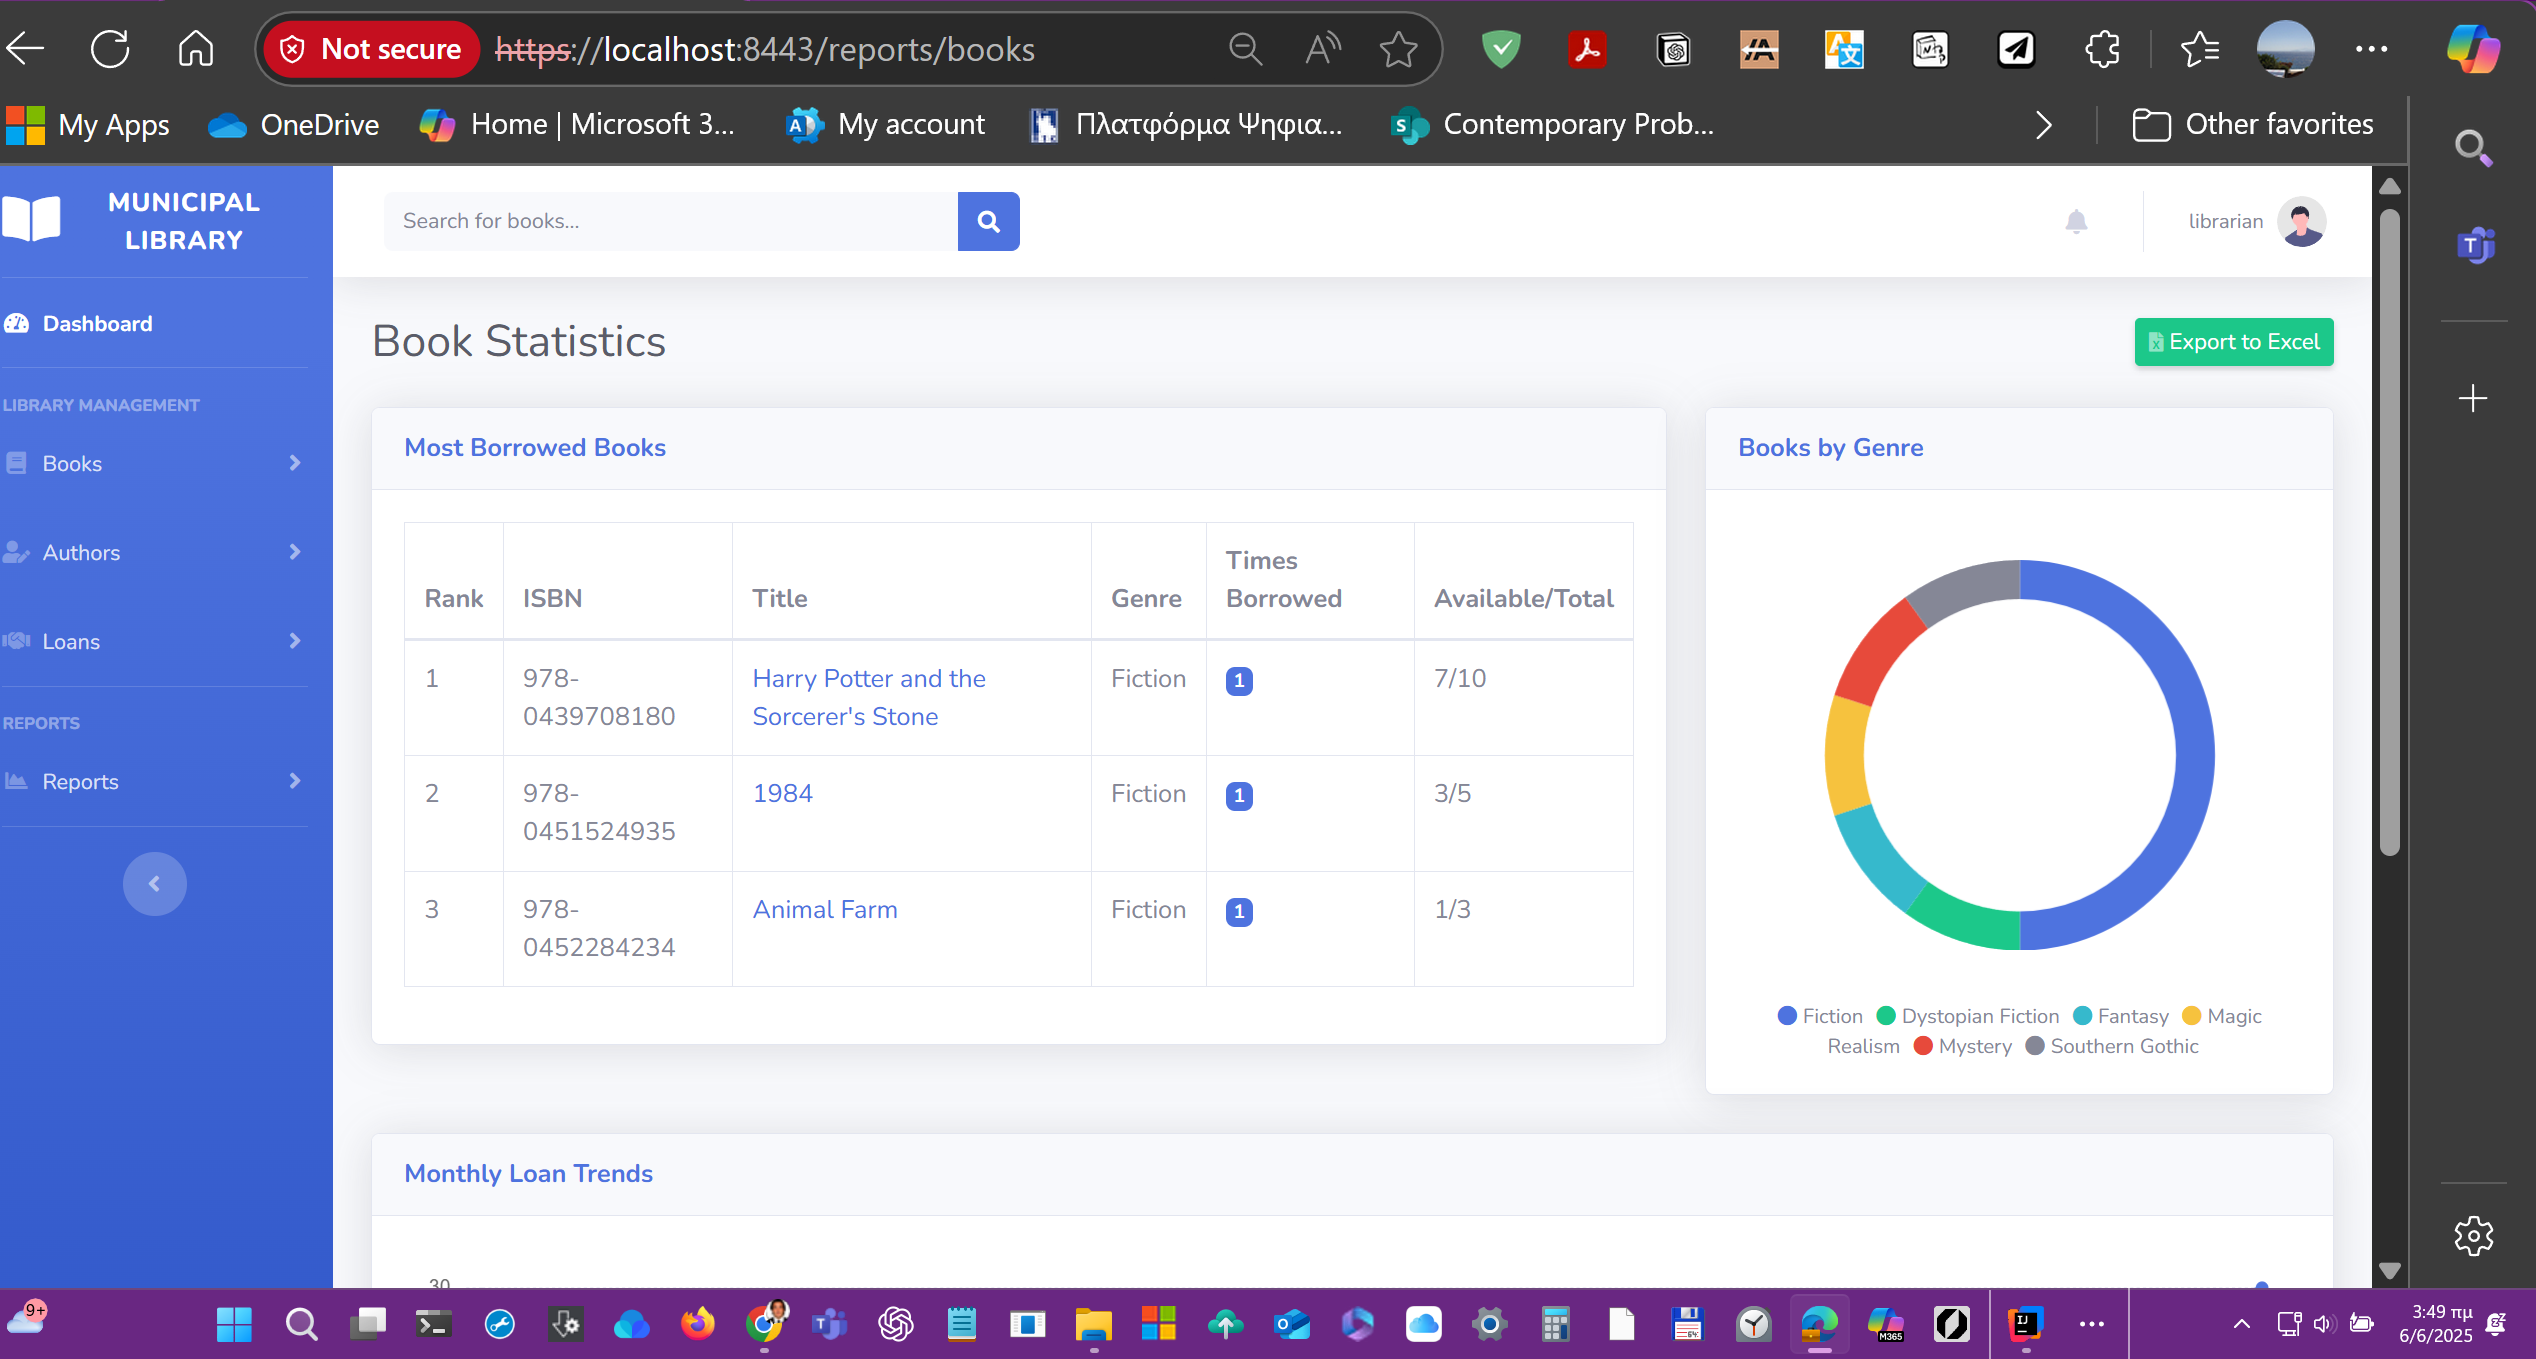 Not secure https://localhost:8443/reports/books
My Apps OneDrive Home | Microsoft 3... My account Πλατφόρμα Ψηφια... Contemporary Prob... Other favorites
MUNICIPAL
LIBRARY
Search for books...
librarian
Dashboard
LIBRARY MANAGEMENT
Books
Authors
Loans
REPORTS
Reports
Book Statistics
Export to Excel
Most Borrowed Books
Times
Rank ISBN Title Genre Borrowed Available/Total
1 978- Harry Potter and the Fiction 1 7/10
0439708180 Sorcerer's Stone
2 978- 1984 Fiction 1 3/5
0451524935
3 978- Animal Farm Fiction 1 1/3
0452284234
Books by Genre
Fiction Dystopian Fiction Fantasy Magic
Realism Mystery Southern Gothic
Monthly Loan Trends
30
9+
M365
3:49 πμ
6/6/2025